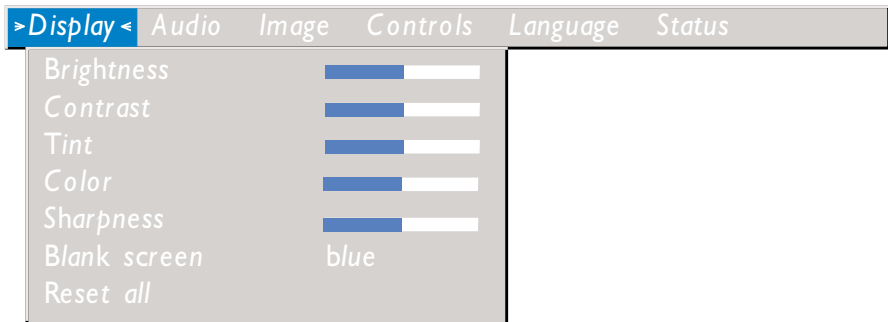 >Display< Audio Image Controls Language Status
Brightness
Contrast
Tint
Color
Sharpness
Blank screen blue
Reset all